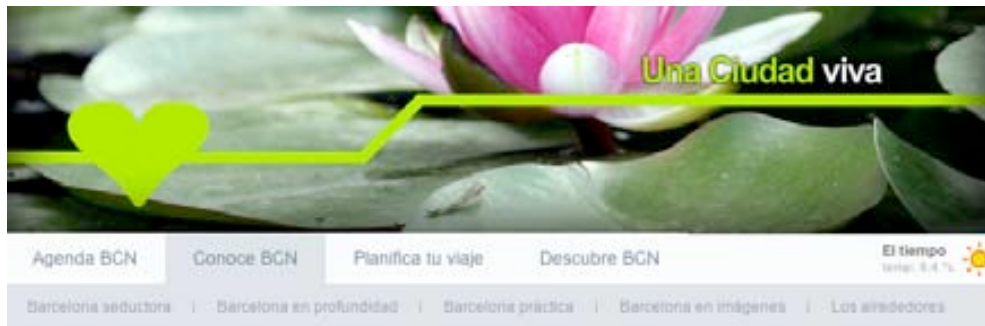 Una Ciudad viva
Agenda BCN Conoce BCN Planifica tu viaje Descubre BCN El tiempo
temp:
Barcelona seductora | Barcelona en profundidad | Barcelona práctica | Barcelona en imágenes | Los alrededores